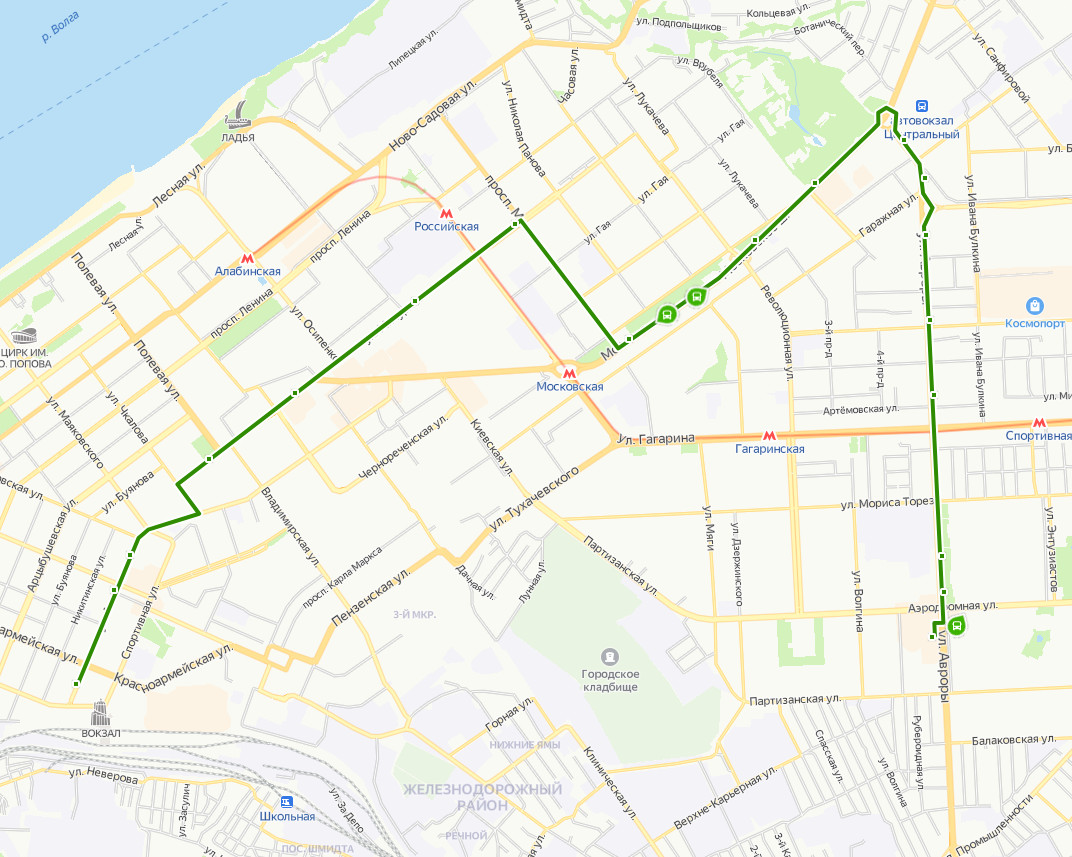 р. Волга
Кольцевая ул.
ул. Подпольщиков
Ботанический пер.
Липецкая ул.
Часовая ул.
ул. Врубеля
ул. Санфировой
ул. Николая Панова
ул. Лукачева
Ново-Садовая ул.
ЛАДЬЯ
Автовокзал
Центральный
ул. Гая
Лесная ул.
просп.
ул. Гая
ул. Лукачева
ул. Ивана Булкина
Лесная ул.
просп. Ленина
Российская
ул. Гая
Гаражная ул.
Полевая ул.
Алабинская
просп. Ленина
ул. Осипенко
Революционная ул.
Космопорт
ЦИРК ИМ.
О. ПОПОВА
Полевая ул.
3-й пр-д
4-й пр-д
ул. Ивана Булкина
Московская
ул. Маяковского
ул. Чкалова
Артёмовская ул.
Чернореченская ул.
Киевская ул.
ул. Гагарина
Гагаринская
Спортивная
ул. Буянова
Владимирская ул.
ул. Тухачевского
ул. Мориса Торез
Арцыбушевская ул.
ул. Мяги
ул. Дзержинского
ул. Энтузиастов
ул. Буянова
Никитинская ул.
просп. Карла Маркса
Партизанская ул.
Дачная ул.
Лунная ул.
Пензенская ул.
ул. Волгина
Аэродромная ул.
3-Й МКР.
Спортивная ул.
Красноармейская ул.
ул. Авроры
Городское
кладбище
Партизанская ул.
ВОКЗАЛ
Горная ул.
НИЖНИЕ ЯМЫ
Клиническая ул.
Спасская ул.
ул. Волгина
Рубероидная ул.
Балаковская ул.
ул. Неверова
ул. Засулич
Школьная
ул. За Депо
ЖЕЛЕЗНОДОРОЖНЫЙ
РАЙОН
Верхне-Карьерная ул.
РЕЧНОЙ
ПОС. ШМИДТА
Промышленности